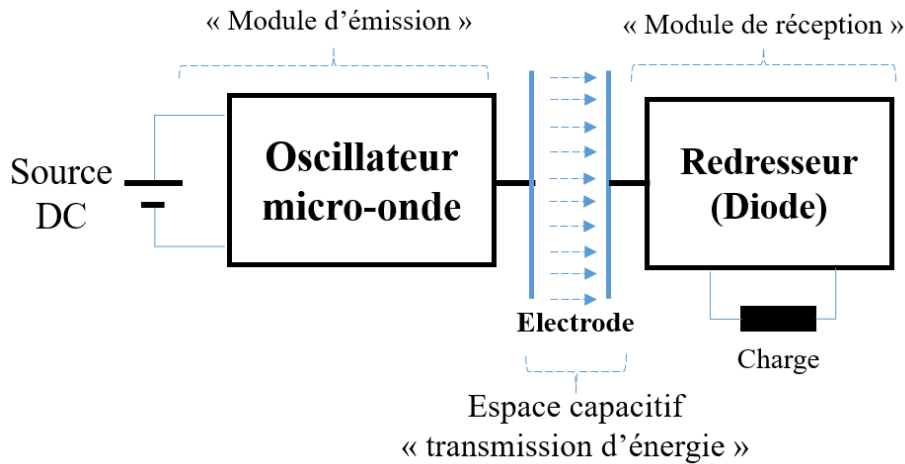 « Module d’émission »
« Module de réception »
Source
DC
Oscillateur
micro-onde
Redresseur
(Diode)
Electrode
Charge
Espace capacitif
« transmission d’énergie »